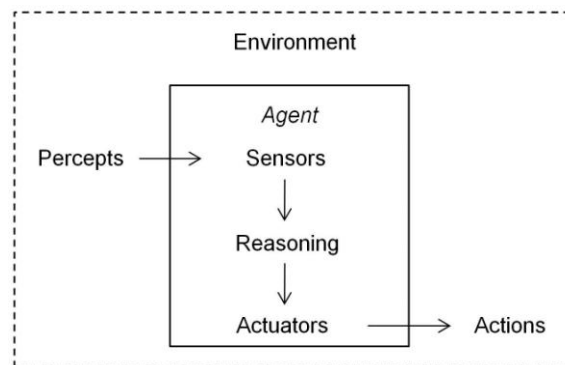 Environment
Agent
Percepts
Sensors
Reasoning
Actuators
Actions